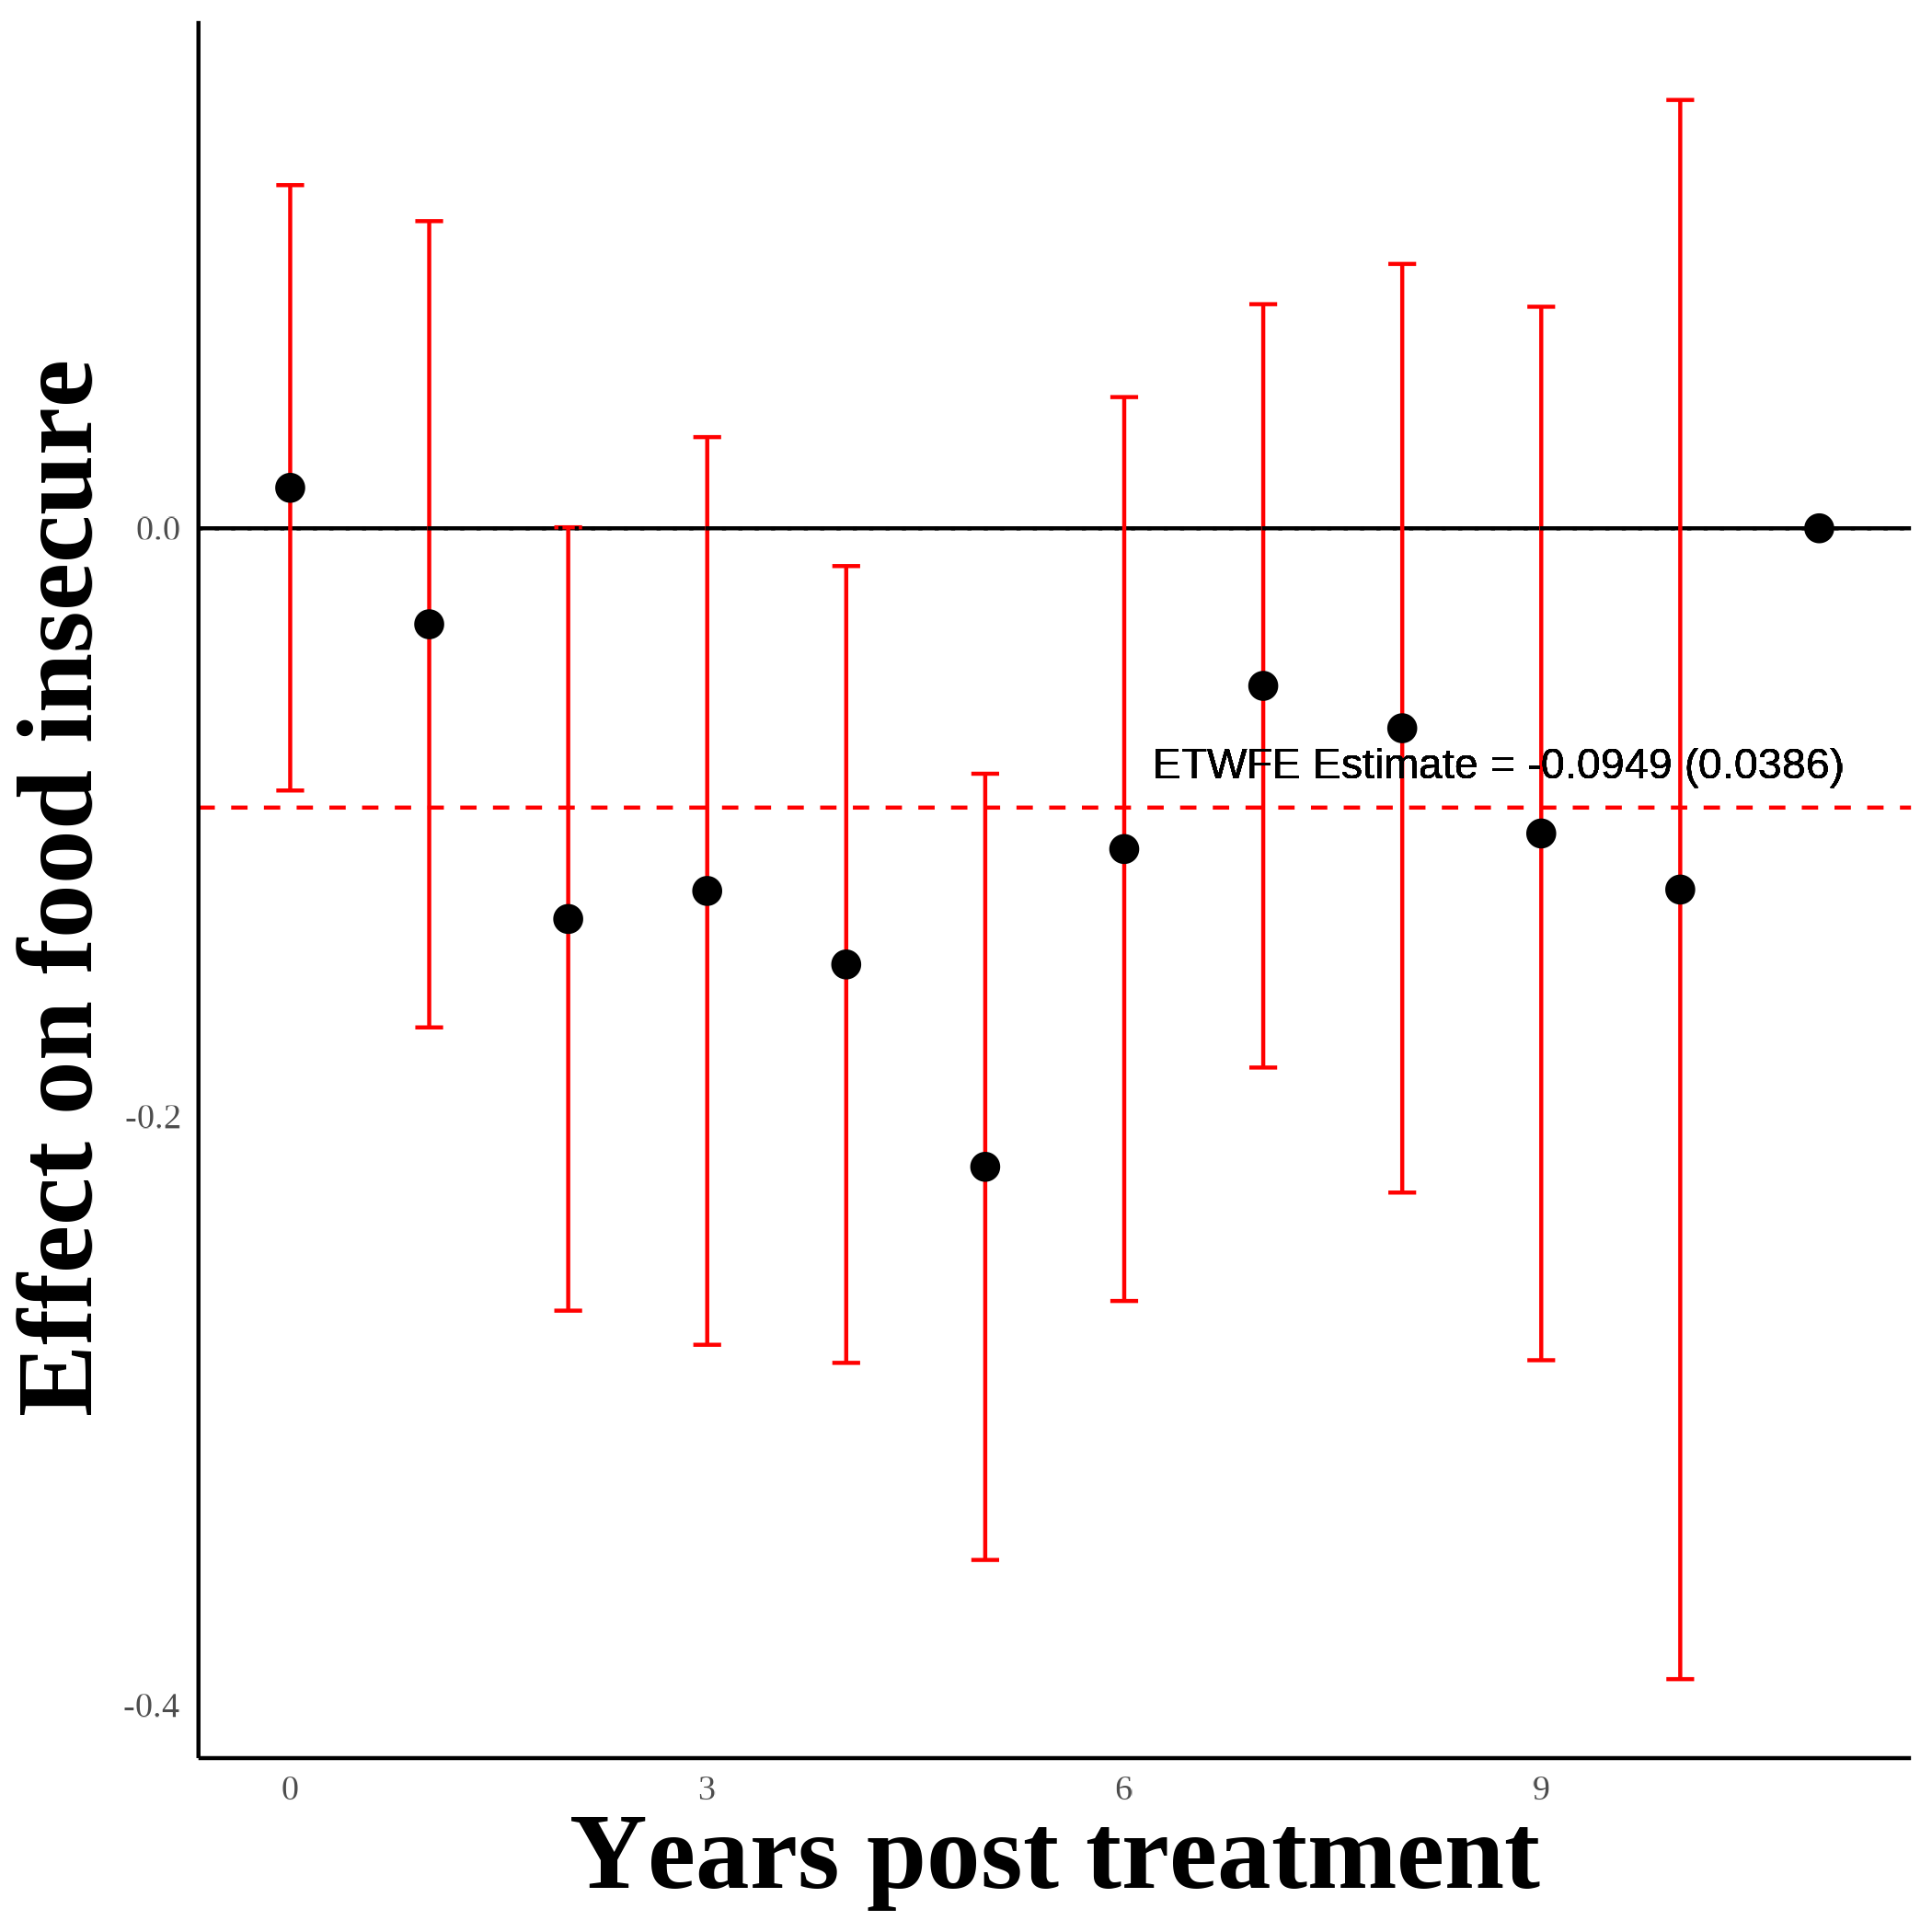 Effect on food insecure
0.0
-0.2
-0.4
ETWFE Estimate = -0.0949 (0.0386)
0 3 6 9
Years post treatment